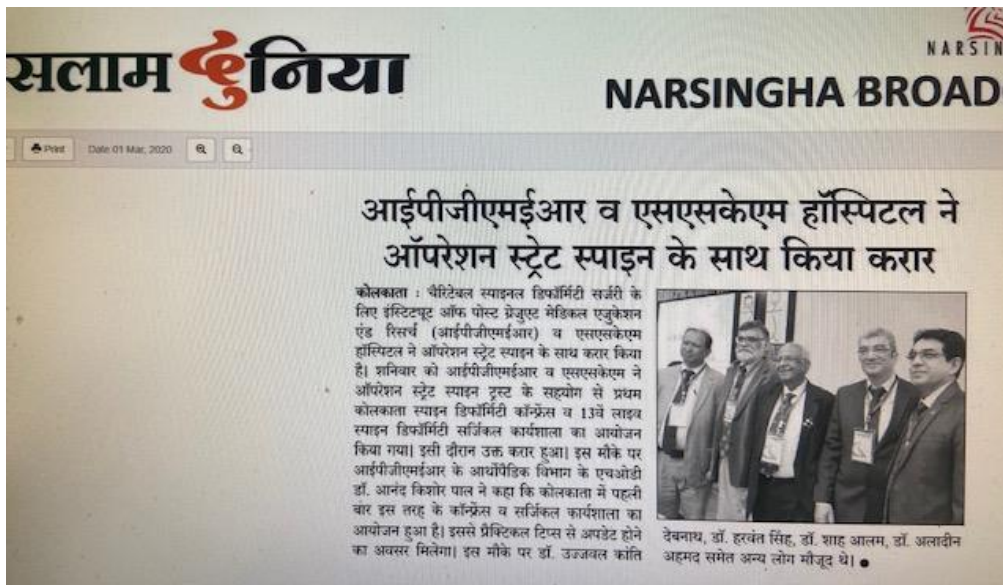 सलाम दुनिया
NARSIN
NARSINGHA BROAD
Print Date 01 Mar, 2020
आईपीजीएमईआर व एसएसकेएम हॉस्पिटल ने
ऑपरेशन स्ट्रेट स्पाइन के साथ किया करार
कोलकाता : चैरिटेबल स्पाइनल डिफॉर्मिटी सर्जरी के
लिए इंस्टिट्यूट ऑफ पोस्ट ग्रेजुएट मेडिकल एजुकेशन
एंड रिसर्च (आईपीजीएमईआर) व एसएसकेएम
हॉस्पिटल ने ऑपरेशन स्ट्रेट स्पाइन के साथ करार किया
है। शनिवार को आईपीजीएमईआर व एसएसकेएम ने
ऑपरेशन स्ट्रेट स्पाइन ट्रस्ट के सहयोग से प्रथम
कोलकाता स्पाइन डिफॉर्मिटी कॉन्फ्रेंस व 13वें लाइव
स्पाइन डिफॉर्मिटी सर्जिकल कार्यशाला का आयोजन
किया गया। इसी दौरान उक्त करार हुआ। इस मौके पर
आईपीजीएमईआर के आर्थोपैडिक विभाग के एचओडी
डॉ. आनंद किशोर पाल ने कहा कि कोलकाता में पहली
बार इस तरह के कॉन्फ्रेंस व सर्जिकल कार्यशाला का
आयोजन हुआ है। इससे प्रैक्टिकल टिप्स से अपडेट होने
का अवसर मिलेगा। इस मौके पर डॉ. उज्जवल कांति
देबनाथ, डॉ. हरवंत सिंह, डॉ. शाह आलम, डॉ. अलादीन
अहमद समेत अन्य लोग मौजूद थे।